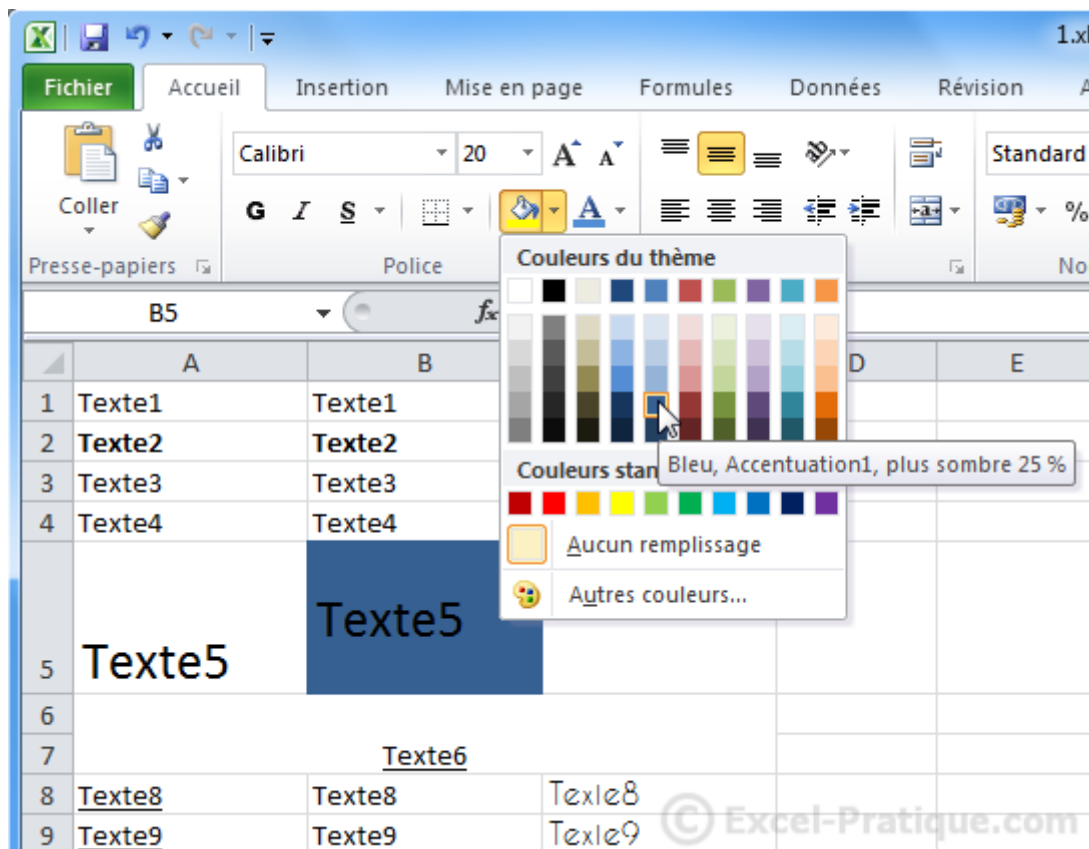 1.x
Fichier Accueil Insertion Mise en page Formules Données Révision A
Calibri 20 A A Standard
Coller G I S A %
Presse-papiers Police No
B5 fx
Couleurs du thème
A B D E
1 Texte1 Texte1
2 Texte2 Texte2
Bleu, Accentuation1, plus sombre 25 %
3 Texte3 Texte3 Couleurs stan
4 Texte4 Texte4
Aucun remplissage
Autres couleurs...
5 Texte5 Texte5
6
7 Texte6
8 Texte8 Texte8 Texte8
9 Texte9 Texte9 Texte9
© Excel-Pratique.com